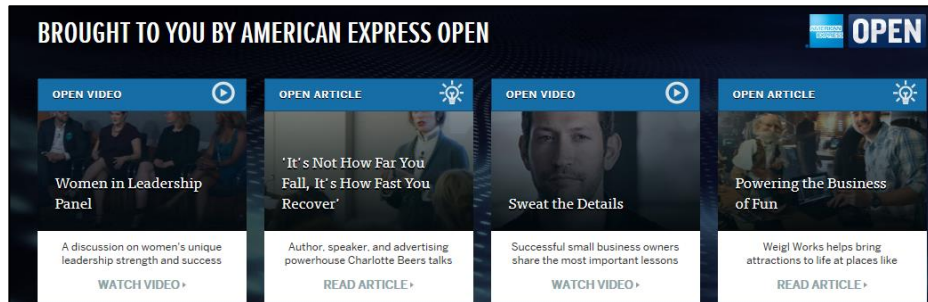 BROUGHT TO YOU BY AMERICAN EXPRESS OPEN
AMERICAN EXPRESS
OPEN
OPEN VIDEO
Women in Leadership
Panel
A discussion on women's unique
leadership strength and success
WATCH VIDEO
OPEN ARTICLE
'It's Not How Far You
Fall, It's How Fast You
Recover'
Author, speaker, and advertising
powerhouse Charlotte Beers talks
READ ARTICLE
OPEN VIDEO
Sweat the Details
Successful small business owners
share the most important lessons
WATCH VIDEO
OPEN ARTICLE
Powering the Business
of Fun
Weigl Works helps bring
attractions to life at places like
READ ARTICLE